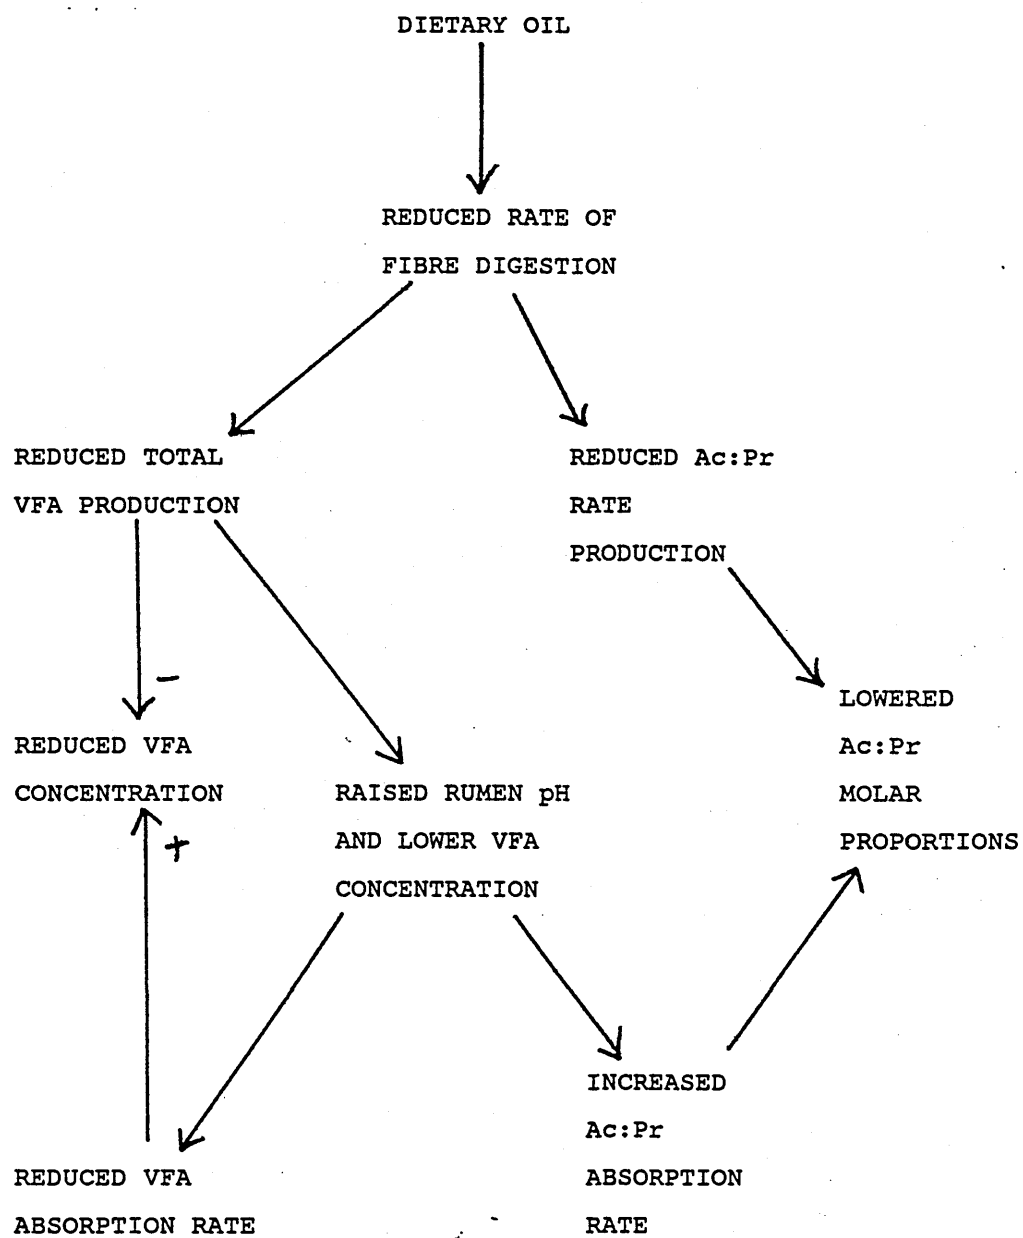 DIETARY OIL
REDUCED RATE OF
FIBRE DIGESTION
REDUCED TOTAL
VFA PRODUCTION
REDUCED Ac:Pr
RATE
PRODUCTION
-
REDUCED VFA
CONCENTRATION
+
RAISED RUMEN pH
AND LOWER VFA
CONCENTRATION
LOWERED
Ac:Pr
MOLAR
PROPORTIONS
REDUCED VFA
ABSORPTION RATE
INCREASED
Ac:Pr
ABSORPTION
RATE